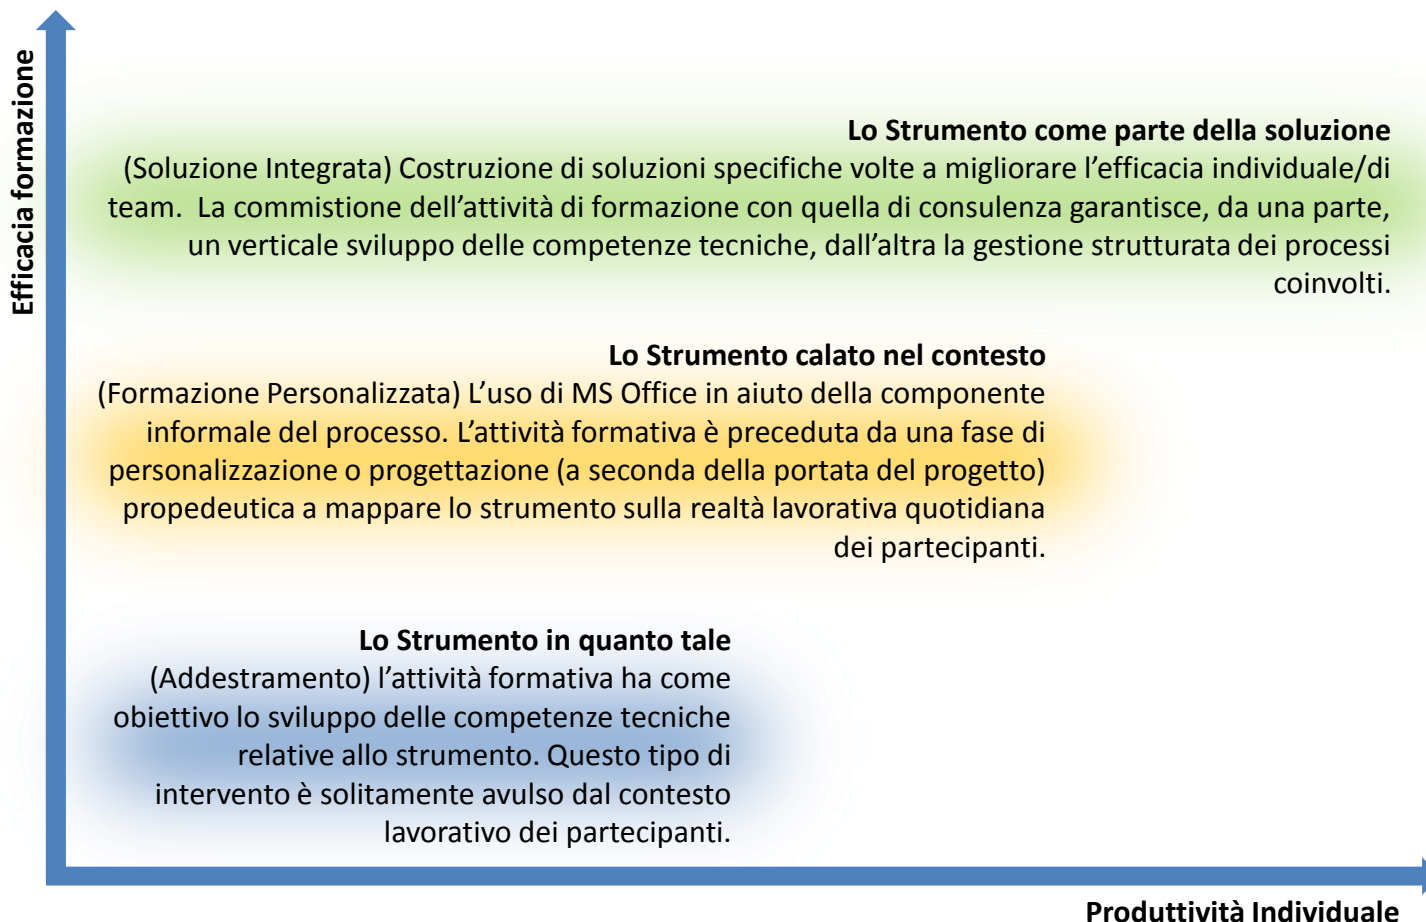 Efficacia formazione
Lo Strumento come parte della soluzione
(Soluzione Integrata) Costruzione di soluzioni specifiche volte a migliorare l’efficacia individuale/di
team.  La commistione dell’attività di formazione con quella di consulenza garantisce, da una parte,
un verticale sviluppo delle competenze tecniche, dall’altra la gestione strutturata dei processi
coinvolti.
Lo Strumento calato nel contesto
(Formazione Personalizzata) L’uso di MS Office in aiuto della componente
informale del processo. L’attività formativa è preceduta da una fase di
personalizzazione o progettazione (a seconda della portata del progetto)
propedeutica a mappare lo strumento sulla realtà lavorativa quotidiana
dei partecipanti.
Lo Strumento in quanto tale
(Addestramento) l’attività formativa ha come
obiettivo lo sviluppo delle competenze tecniche
relative allo strumento. Questo tipo di
intervento è solitamente avulso dal contesto
lavorativo dei partecipanti.
Produttività Individuale